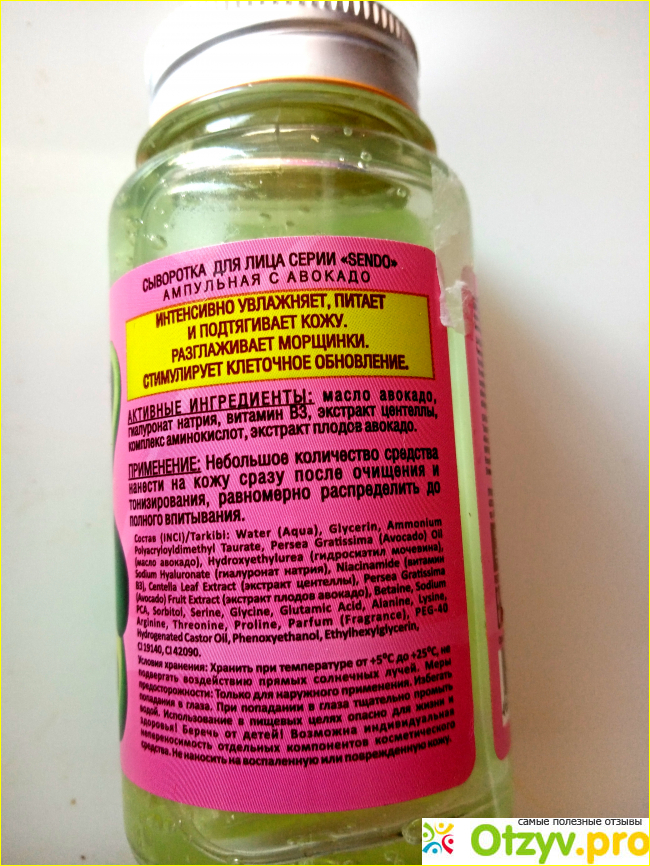 СЫВОРОТКА ДЛЯ ЛИЦА СЕРИИ «SENDO»
АМПУЛЬНАЯ С АВОКАДО
ИНТЕНСИВНО УВЛАЖНЯЕТ, ПИТАЕТ
И ПОДТЯГИВАЕТ КОЖУ.
РАЗГЛАЖИВАЕТ МОРЩИНКИ.
СТИМУЛИРУЕТ КЛЕТОЧНОЕ ОБНОВЛЕНИЕ.
АКТИВНЫЕ ИНГРЕДИЕНТЫ: масло авокадо,
гиалуронат натрия, витамин В3, экстракт центеллы,
комплекс аминокислот, экстракт плодов авокадо.
ПРИМЕНЕНИЕ: Небольшое количество средства
нанести на кожу сразу после очищения и
тонизирования, равномерно распределить до
полного впитывания.
Состав (INCI)/Tarkibi: Water (Aqua), Glycerin, Ammonium
Polyacryloyldimethyl Taurate, Persea Gratissima (Avocado) Oil
(масло авокадо), Hydroxyethylurea (гидроксиэтил мочевина),
Sodium Hyaluronate (гиалуронат натрия), Niacinamide (витамин
В3), Centella Leaf Extract (экстракт центеллы), Persea Gratissima
(Avocado) Fruit Extract (экстракт плодов авокадо), Betaine, Sodium
PCA, Sorbitol, Serine, Glycine, Glutamic Acid, Alanine, Lysine,
Arginine, Threonine, Proline, Parfum (Fragrance), PEG-40
Hydrogenated Castor Oil, Phenoxyethanol, Ethylhexylglycerin,
CI 19140, CI 42090.
Условия хранения: Хранить при температуре от +5°С до +25°С, не
подвергать воздействию прямых солнечных лучей. Меры
предосторожности: Только для наружного применения. Избегать
попадания в глаза. При попадании в глаза тщательно промыть
водой. Использование в пищевых целях опасно для жизни и
здоровья! Беречь от детей! Возможна индивидуальная
непереносимость отдельных компонентов косметического
средства. Не наносить на воспаленную или поврежденную кожу.
самые полезные отзывы
Otzyv.pro